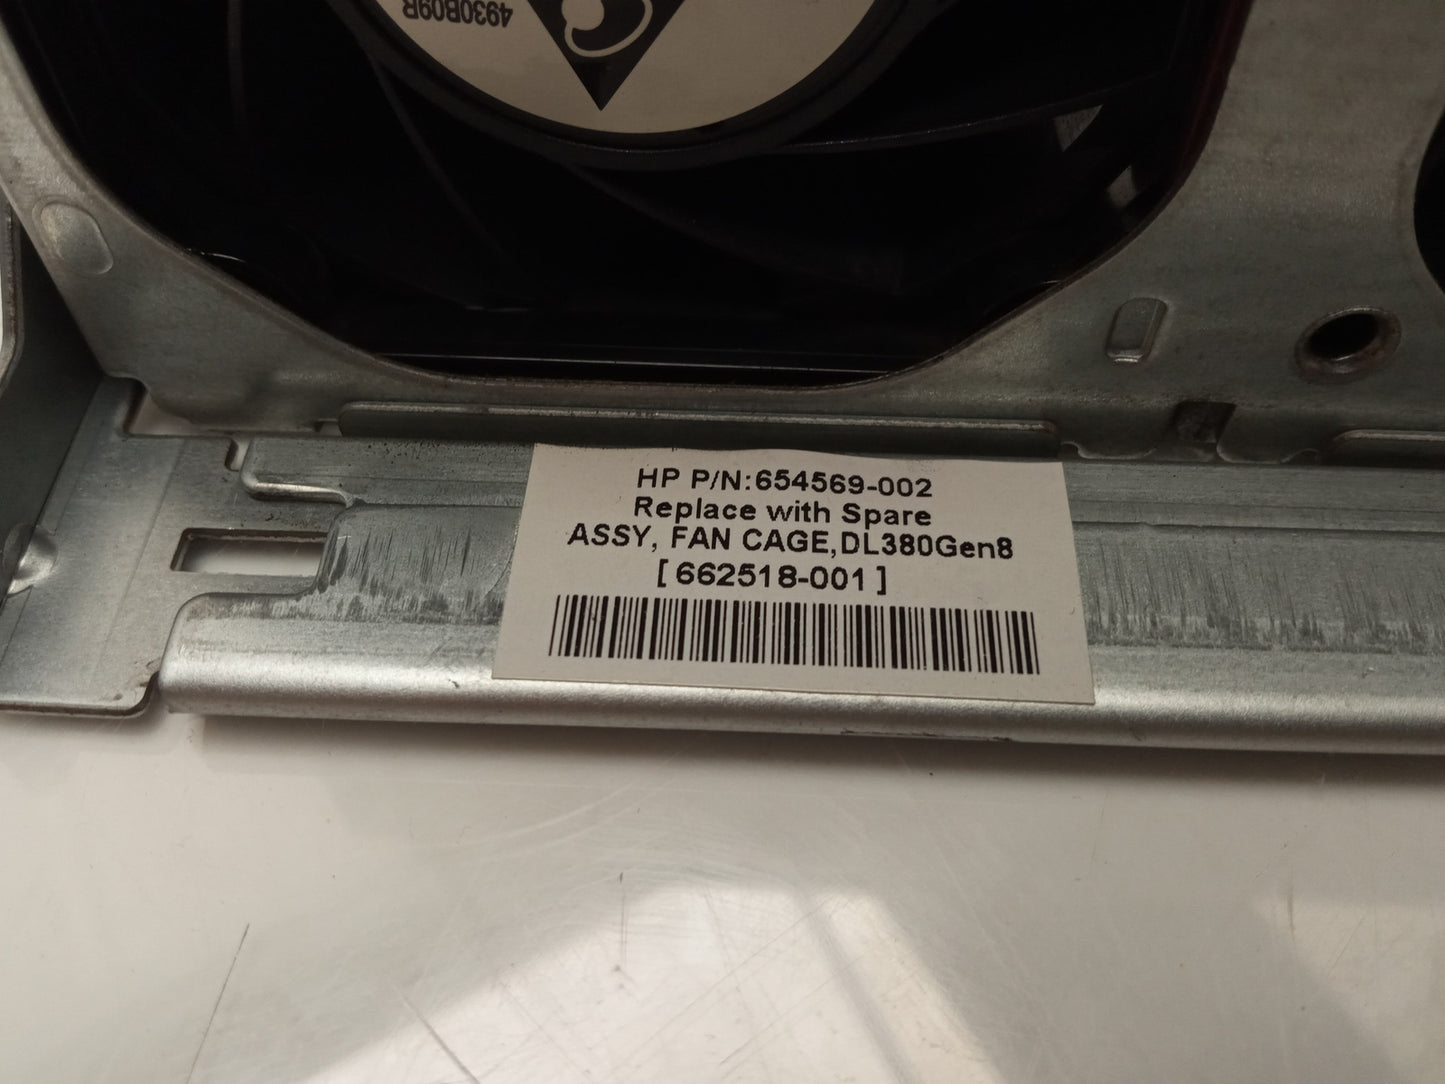 4930B09R
HP P/N:654569-002
Replace with Spare
ASSY, FAN CAGE,DL380Gen8
[ 662518-001 ]